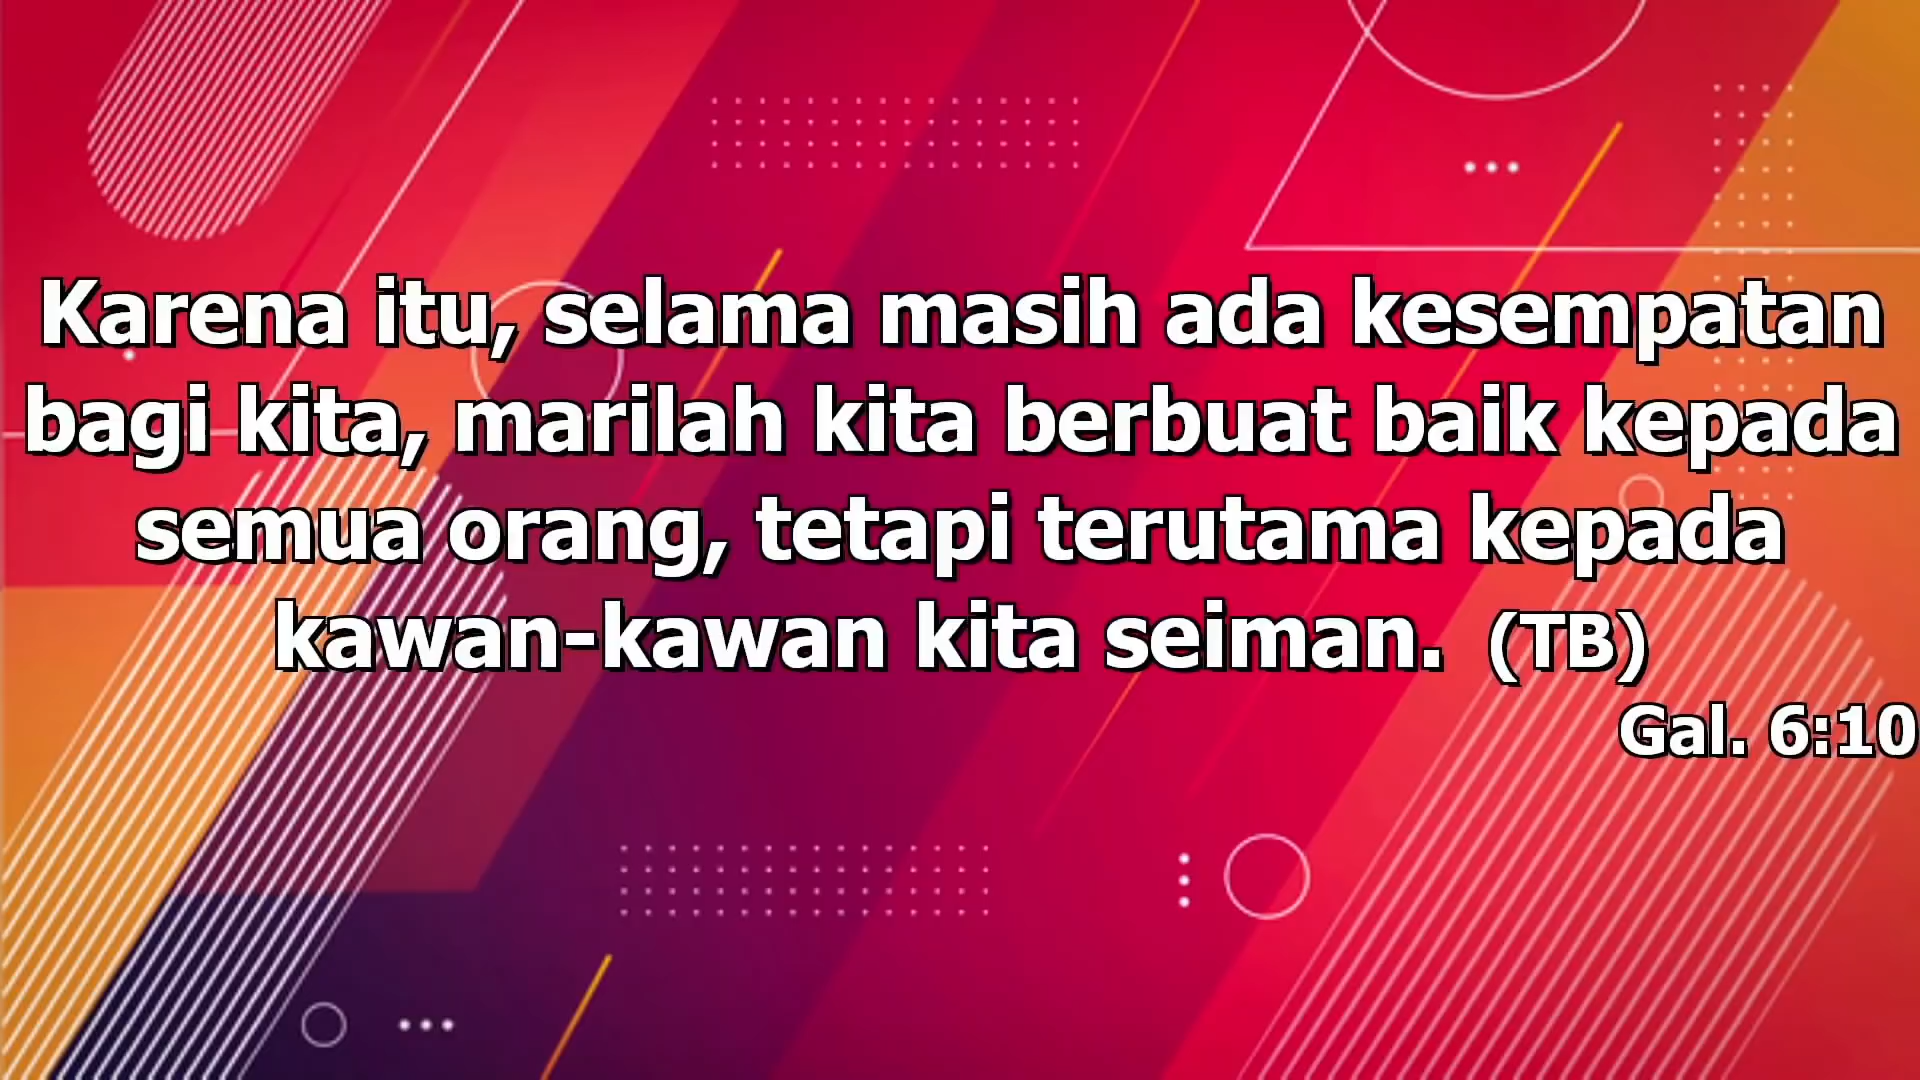 Karena itu, selama masih ada kesempatan
bagi kita, marilah kita berbuat baik kepada
semua orang, tetapi terutama kepada
kawan-kawan kita seiman. (TB)
Gal. 6:10